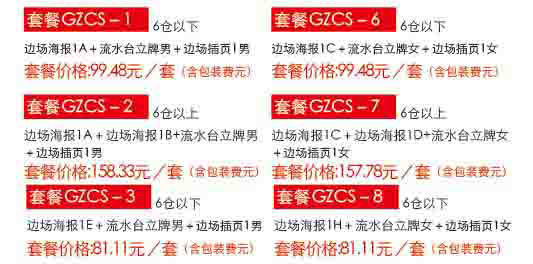 套餐GZCS－1 6仓以下
边场海报1A＋流水台立牌男＋边场插页1男
套餐价格:99.48元／套（含包装费元）
套餐GZCS－2 6仓以上
边场海报1A＋边场海报1B+流水台立牌男
＋边场插页1男
套餐价格:158.33元／套（含包装费元）
套餐GZCS－3 6仓以下
边场海报1E＋流水台立牌男＋边场插页1男
套餐价格:81.11元／套（含包装费元）
套餐GZCS－6 6仓以下
边场海报1C＋流水台立牌女＋边场插页1女
套餐价格:99.48元／套（含包装费元）
套餐GZCS－7 6仓以上
边场海报1C＋边场海报1D+流水台立牌女
＋边场插页1女
套餐价格:157.78元／套（含包装费元）
套餐GZCS－8 6仓以下
边场海报1H＋流水台立牌女＋边场插页1女
套餐价格:81.11元／套（含包装费元）